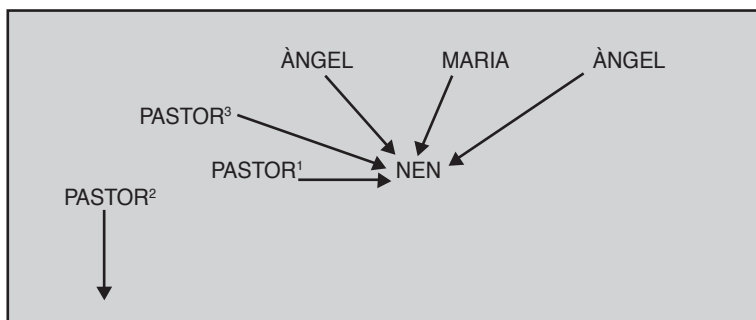 ÀNGEL MARIA ÀNGEL
PASTOR³
PASTOR¹ NEN
PASTOR²